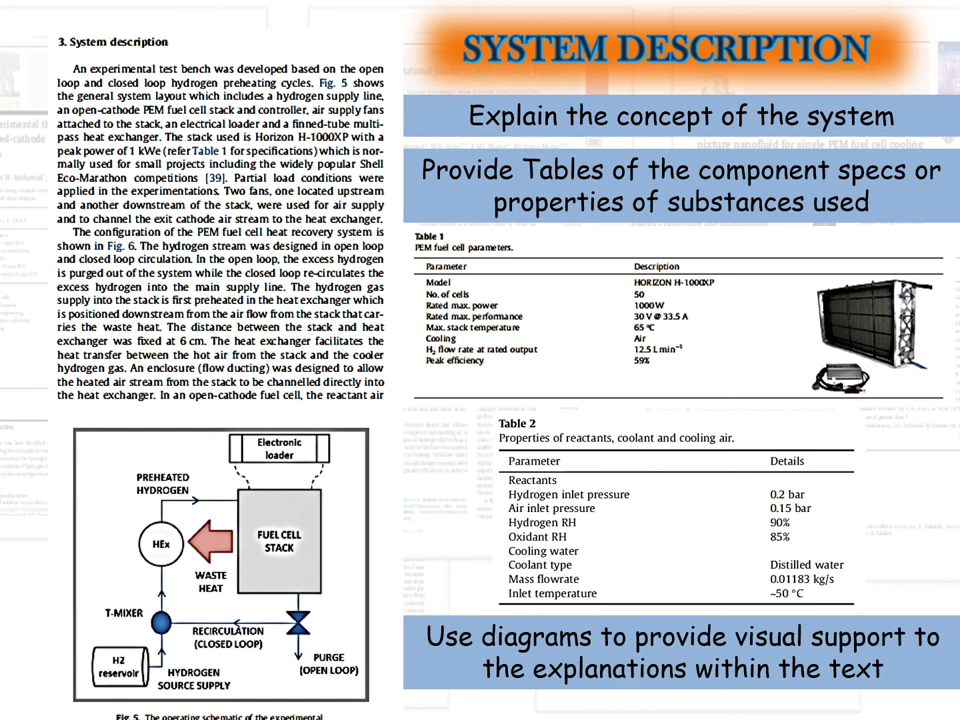 3. System description
An experimental test bench was developed based on the open
loop and closed loop hydrogen preheating cycles. Fig. 5 shows
the general system layout which includes a hydrogen supply line,
an open-cathode PEM fuel cell stack and controller, air supply fans
attached to the stack, an electrical loader and a finned-tube multi-
pass heat exchanger. The stack used is Horizon H-1000XP with a
peak power of 1 kWe (refer Table 1 for specifications) which is nor-
mally used for small projects including the widely popular Shell
Eco-Marathon competitions [39]. Partial load conditions were
applied in the experimentations. Two fans, one located upstream
and another downstream of the stack, were used for air supply
and to channel the exit cathode air stream to the heat exchanger.
The configuration of the PEM fuel cell heat recovery system is
shown in Fig. 6. The hydrogen stream was designed in open loop
and closed loop circulation. In the open loop, the excess hydrogen
is purged out of the system while the closed loop re-circulates the
excess hydrogen into the main supply line. The hydrogen gas
supply into the stack is first preheated in the heat exchanger which
is positioned downstream from the air flow from the stack that car-
ries the waste heat. The distance between the stack and heat
exchanger was fixed at 6 cm. The heat exchanger facilitates the
heat transfer between the hot air from the stack and the cooler
hydrogen gas. An enclosure (flow ducting) was designed to allow
the heated air stream from the stack to be channelled directly into
the heat exchanger. In an open-cathode fuel cell, the reactant air
Electronic
loader
PREHEATED
HYDROGEN
HEx
FUEL CELL
STACK
WASTE
HEAT
T-MIXER
RECIRCULATION
(CLOSED LOOP)
PURGE
(OPEN LOOP)
H2
reservoir
HYDROGEN
SOURCE SUPPLY
Fig. 5. The operating schematic of the experimental
SYSTEM DESCRIPTION
Explain the concept of the system
mixture nanofluid for single PEM fuel cell cooling
Provide Tables of the component specs or
properties of substances used
Table 1
PEM fuel cell parameters.
Parameter Description
Model HORIZON H-1000XP
No. of cells 50
Rated max. power 1000 W
Rated max. performance 30 V @ 33.5 A
Max. stack temperature 65 °C
Cooling Air
H₂ flow rate at rated output 12.5 L min⁻¹
Peak efficiency 59%
Table 2
Properties of reactants, coolant and cooling air.
Parameter Details
Reactants
Hydrogen inlet pressure 0.2 bar
Air inlet pressure 0.15 bar
Hydrogen RH 90%
Oxidant RH 85%
Cooling water
Coolant type Distilled water
Mass flowrate 0.01183 kg/s
Inlet temperature ~50 °C
Use diagrams to provide visual support to
the explanations within the text